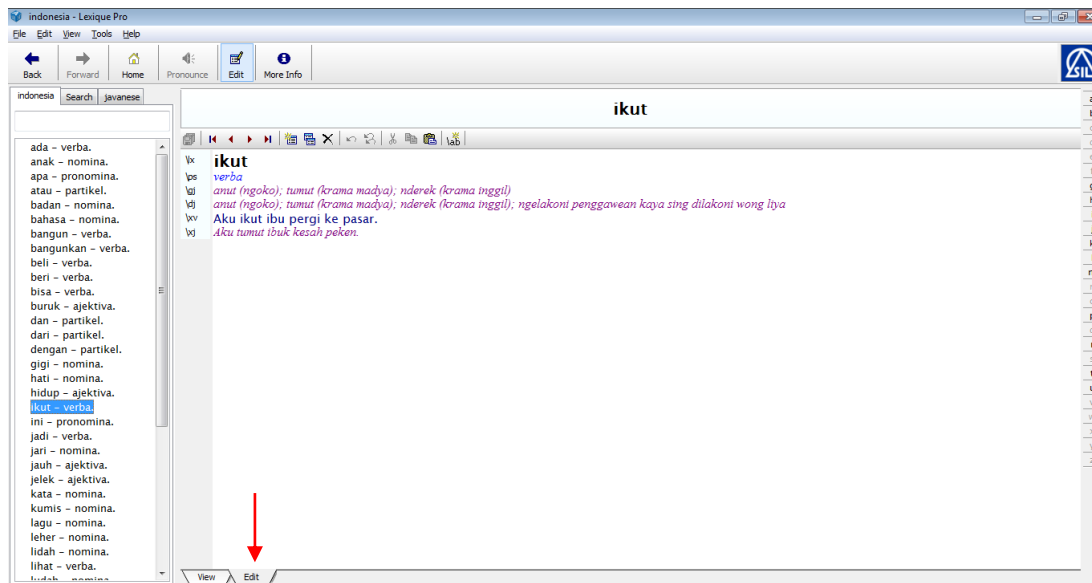 indonesia - Lexique Pro
File Edit View Tools Help
Back Forward Home Pronounce Edit More Info
SIL
indonesia Search javanese
ikut
ada – verba.
anak – nomina.
apa – pronomina.
atau – partikel.
badan – nomina.
bahasa – nomina.
bangun – verba.
bangunkan – verba.
beli – verba.
beri – verba.
bisa – verba.
buruk – ajektiva.
dan – partikel.
dari – partikel.
dengan – partikel.
gigi – nomina.
hati – nomina.
hidup – ajektiva.
ikut – verba.
ini – pronomina.
jadi – verba.
jari – nomina.
jauh – ajektiva.
jelek – ajektiva.
kata – nomina.
kumis – nomina.
lagu – nomina.
leher – nomina.
lidah – nomina.
lihat – verba.
ludah – nomina
\ab
\lx ikut
\ps verba
\gj anut (ngoko); tumut (krama madya); nderek (krama inggil)
\dj anut (ngoko); tumut (krama madya); nderek (krama inggil); ngelakoni penggawean kaya sing dilakoni wong liya
\xv Aku ikut ibu pergi ke pasar.
\xj Aku tumut ibuk kesah peken.
View Edit